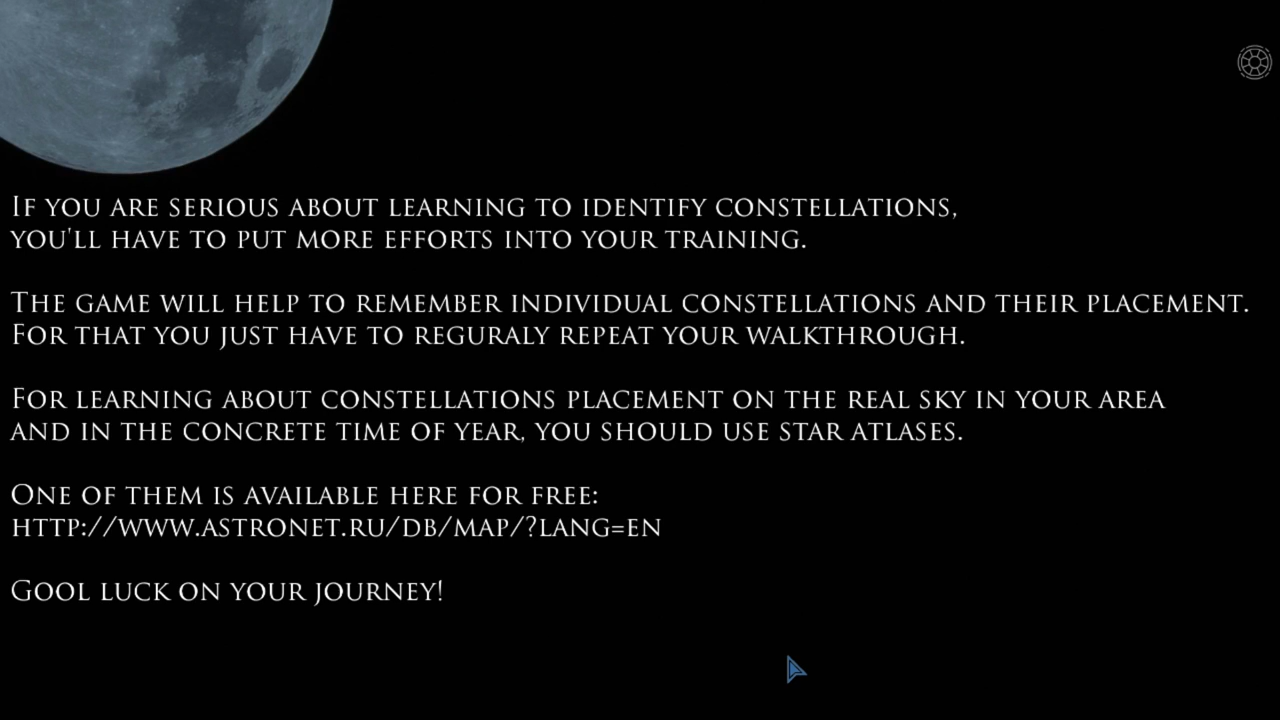 If you are serious about learning to identify constellations,
you'll have to put more efforts into your training.
The game will help to remember individual constellations and their placement.
For that you just have to reguraly repeat your walkthrough.
For learning about constellations placement on the real sky in your area
and in the concrete time of year, you should use star atlases.
One of them is available here for free:
http://www.astronet.ru/db/map/?lang=en
Gool luck on your journey!